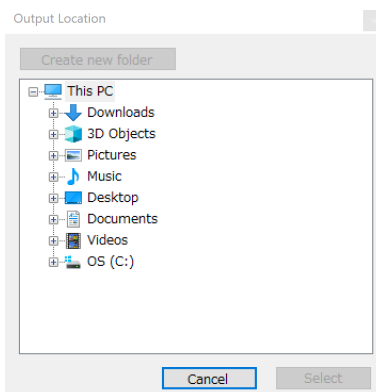 Output Location
Create new folder
This PC
Downloads
3D Objects
Pictures
Music
Desktop
Documents
Videos
OS (C:)
Cancel
Select